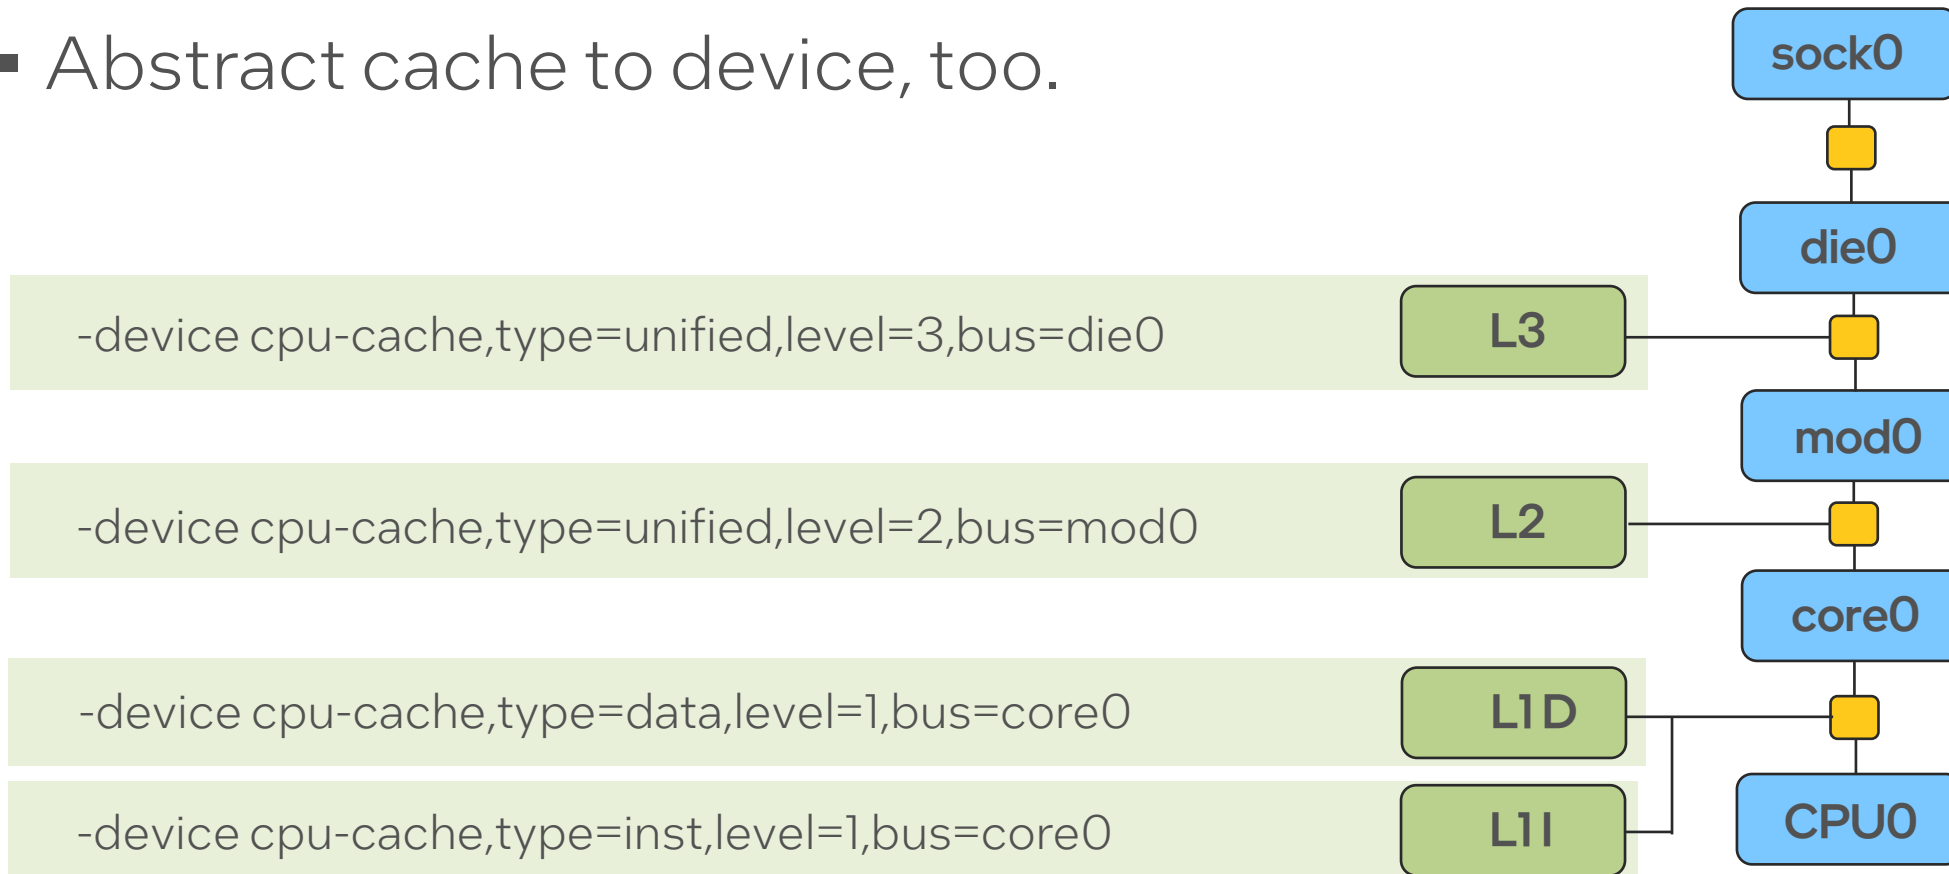 ▪ Abstract cache to device, too.
sock0
die0
-device cpu-cache,type=unified,level=3,bus=die0
L3
mod0
-device cpu-cache,type=unified,level=2,bus=mod0
L2
core0
-device cpu-cache,type=data,level=1,bus=core0
L1D
-device cpu-cache,type=inst,level=1,bus=core0
L1I
CPU0